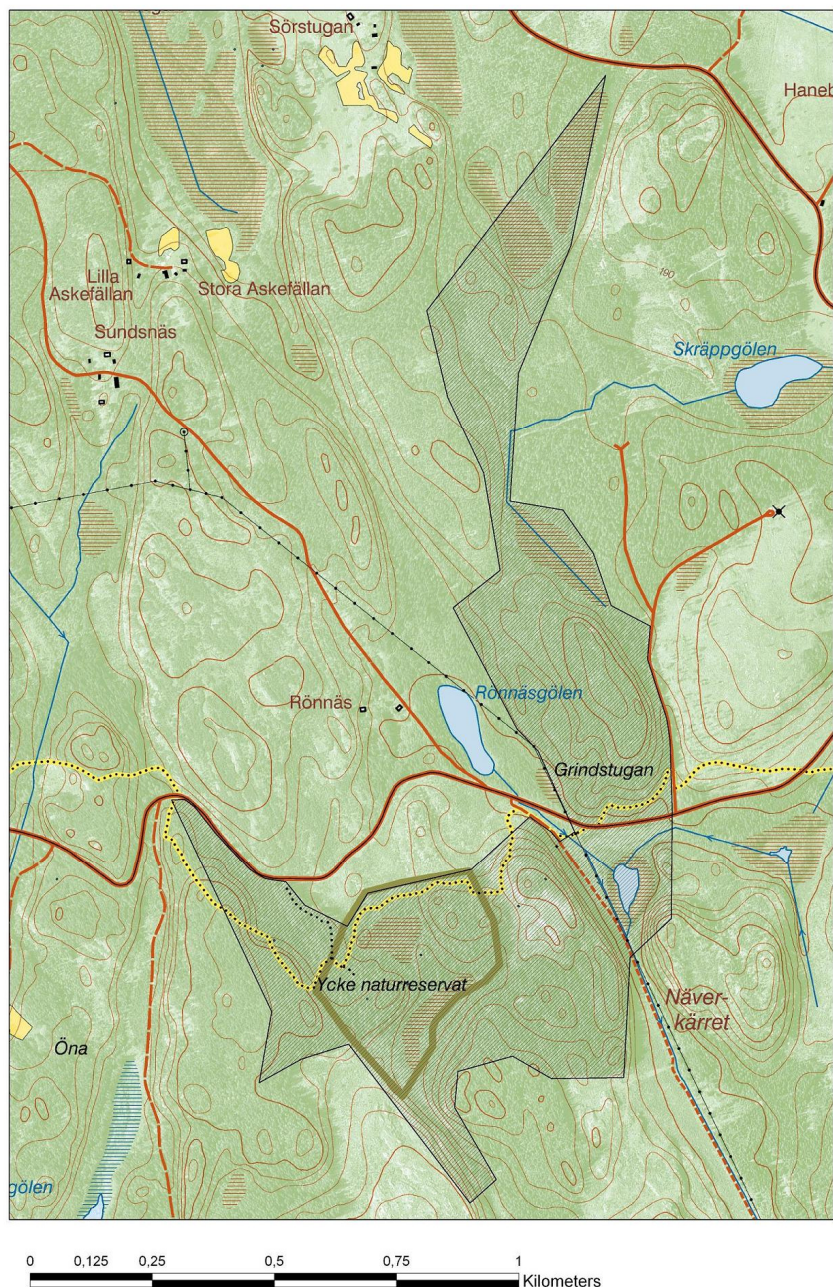 Sörstugan
Haneb
Lilla
Askefällan
Stora Askefällan
Sundsnäs
190
Skräppgölen
Rönnäs
Rönnäsgölen
Grindstugan
Ycke naturreservat
Näver-
kärret
Öna
gölen
0 0,125 0,25 0,5 0,75 1
Kilometers